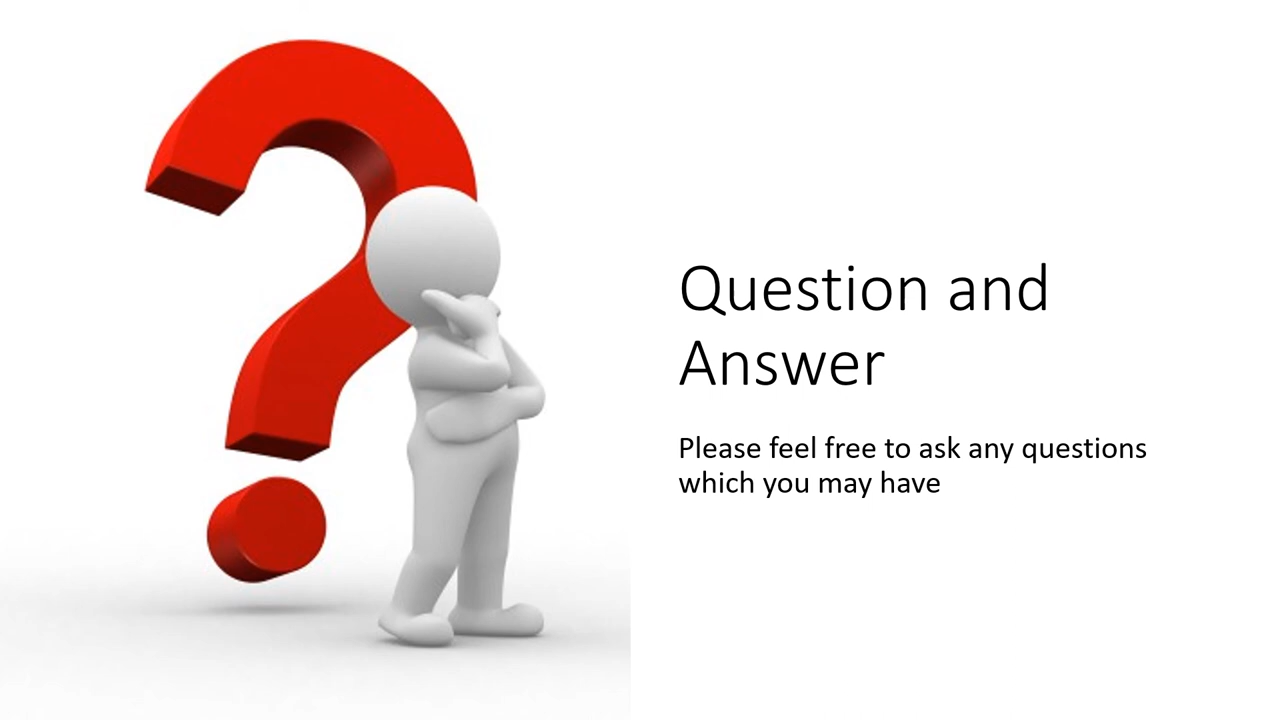 Question and
Answer
Please feel free to ask any questions
which you may have